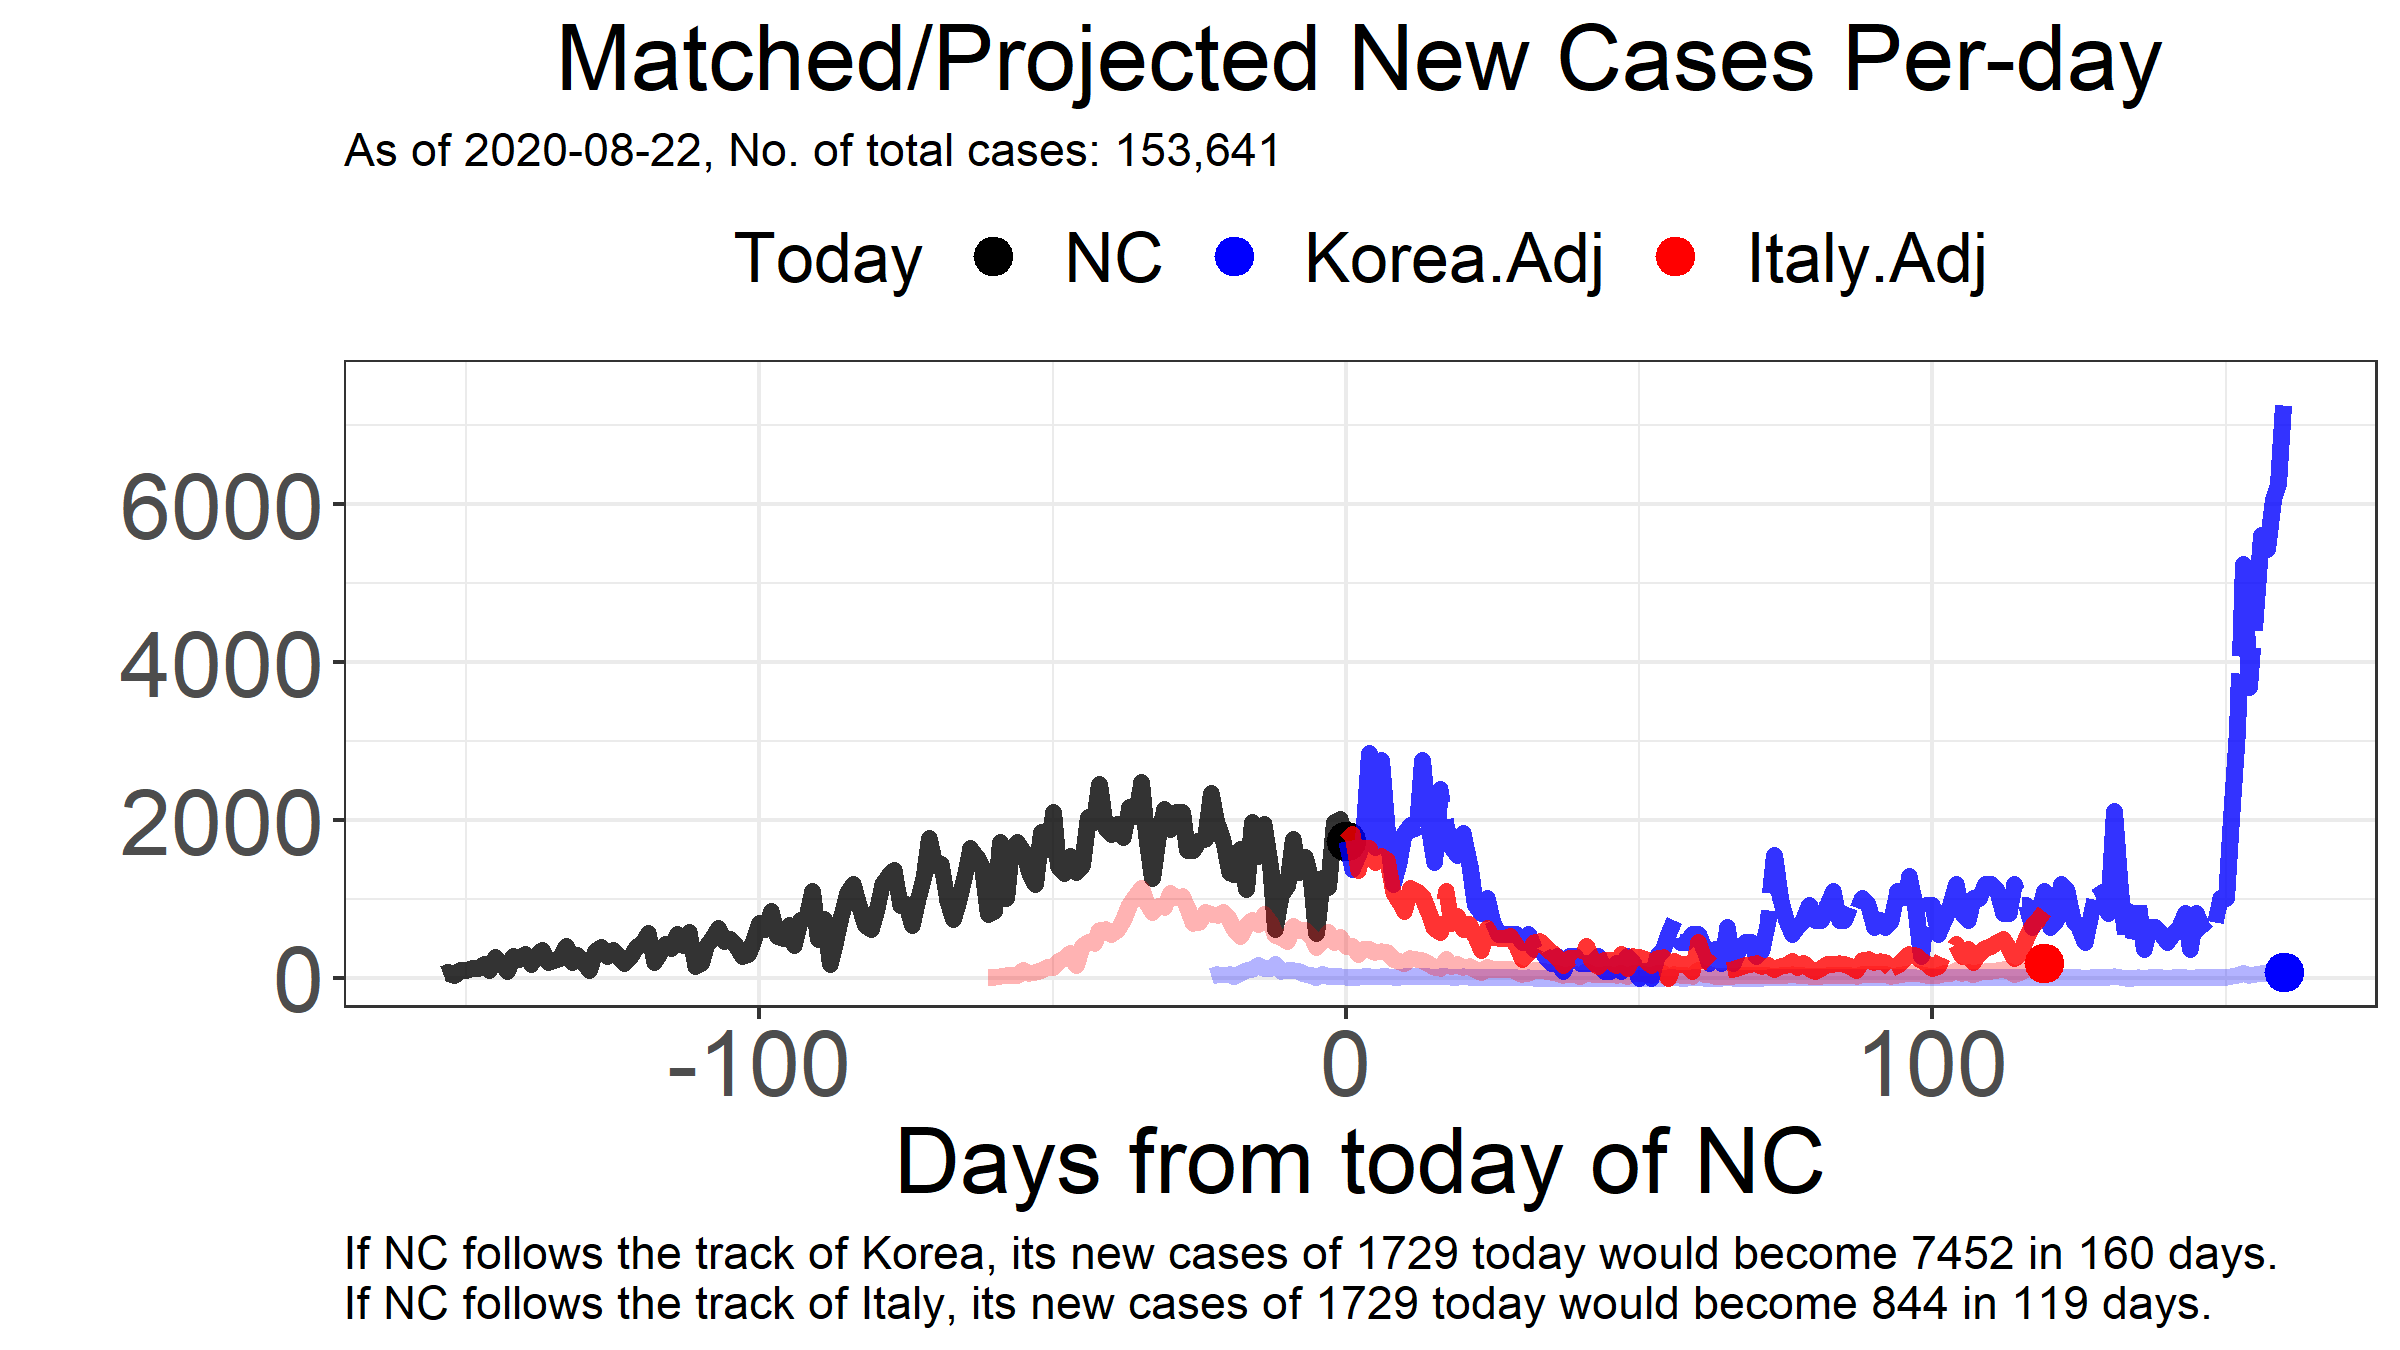 Matched/Projected New Cases Per-day
As of 2020-08-22, No. of total cases: 153,641
Today NC Korea.Adj Italy.Adj
6000
4000
2000
0
-100 0 100
Days from today of NC
If NC follows the track of Korea, its new cases of 1729 today would become 7452 in 160 days.
If NC follows the track of Italy, its new cases of 1729 today would become 844 in 119 days.